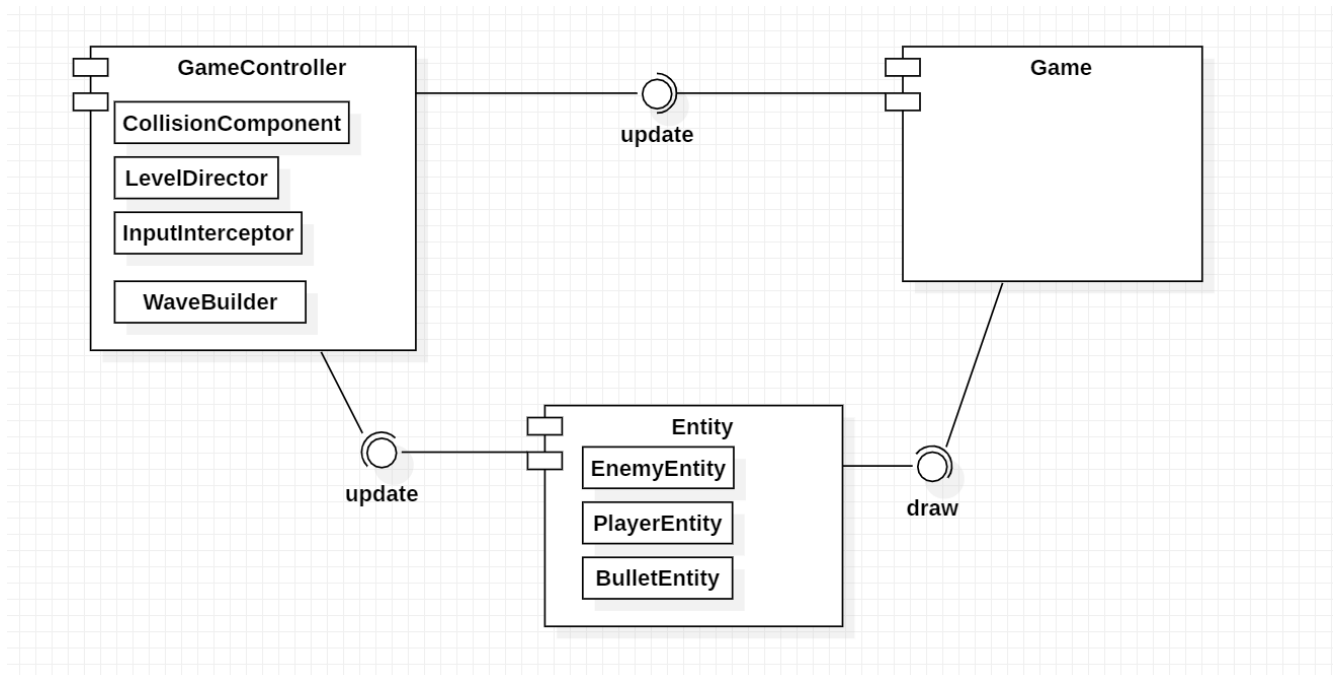 GameController
CollisionComponent
LevelDirector
InputInterceptor
WaveBuilder
update
Game
update
Entity
EnemyEntity
PlayerEntity
BulletEntity
draw